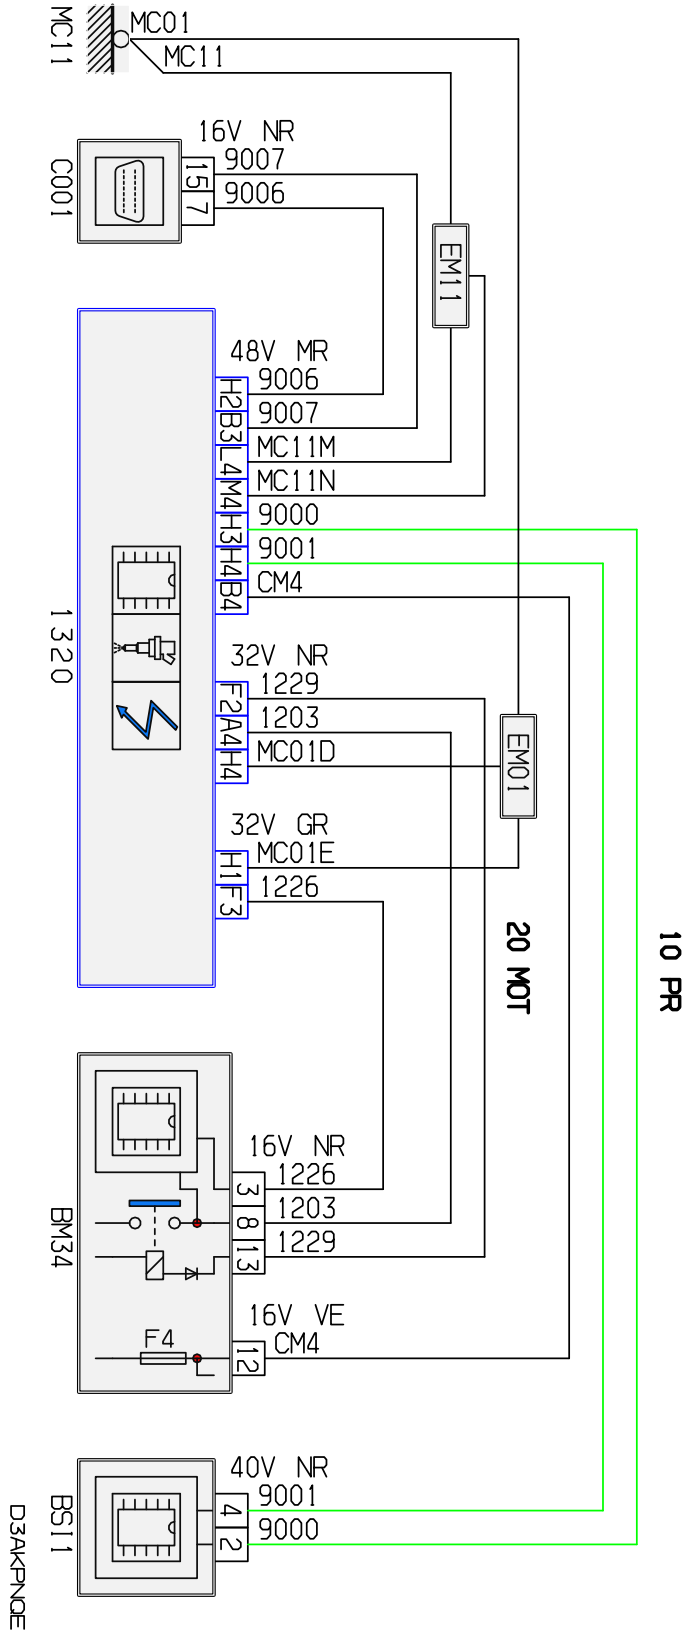 MC11
MC01
MC11
C001
16V NR
15
9007
7
9006
EM11
48V MR
H2
9006
B3
9007
L4
MC11M
M4
MC11N
H3
9000
H4
9001
B4
CM4
1320
32V NR
F2
1229
A4
1203
H4
MC01D
EM01
32V GR
H1
MC01E
F3
1226
20 MOT
10 PR
BM34
16V NR
3
1226
8
1203
13
1229
16V VE
F4
12
CM4
BSI1
40V NR
4
9001
2
9000
D3AKPNQE